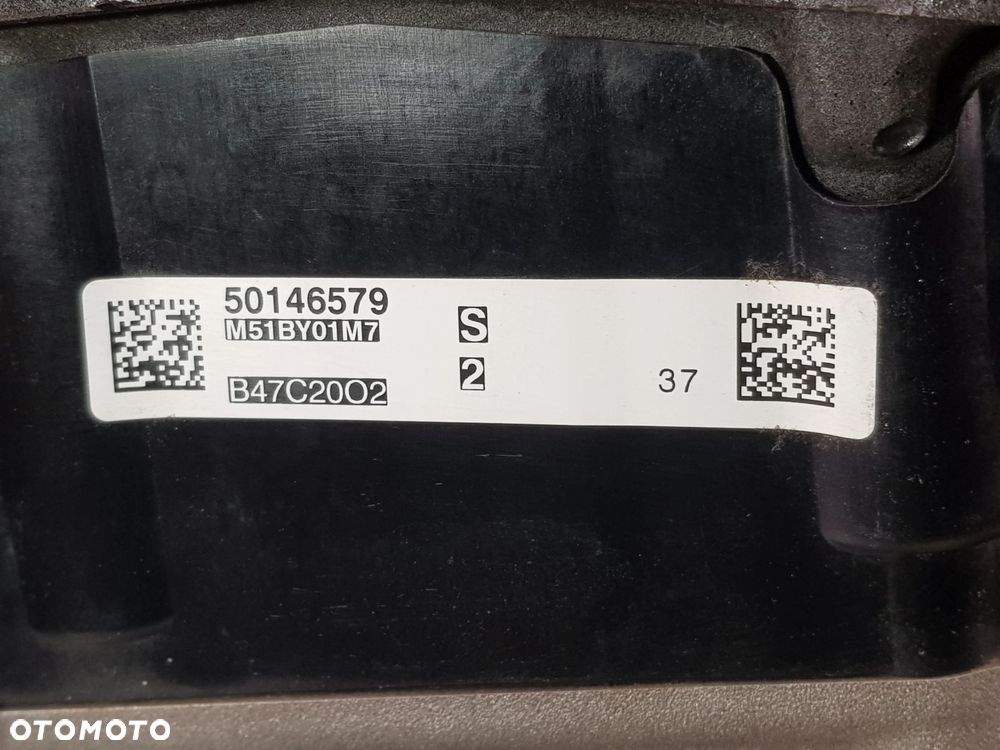 50146579
M51BY01M7
S
B47C20O2
2
37
OTOMOTO